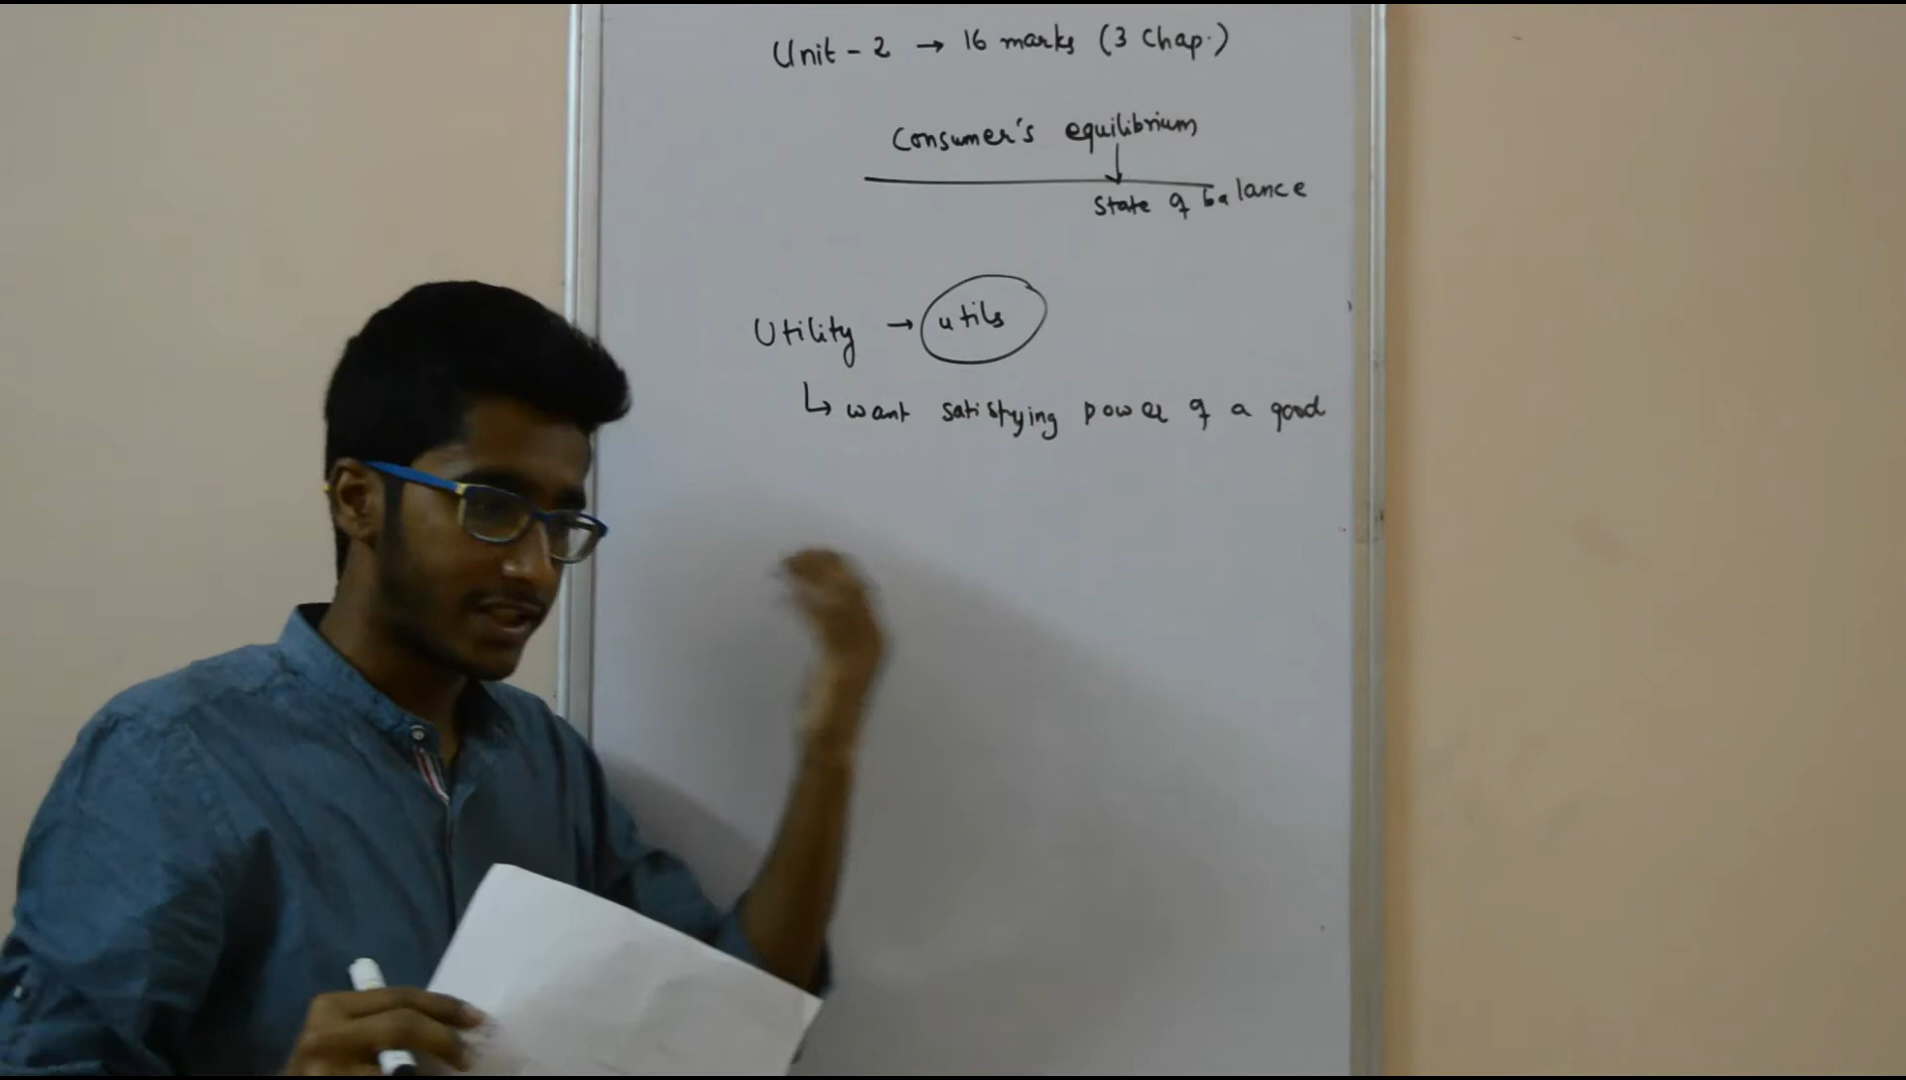 Unit - 2 → 16 marks (3 Chap.)
Consumer's equilibrium
State of balance
Utility → utils
↳ want satisfying power of a good